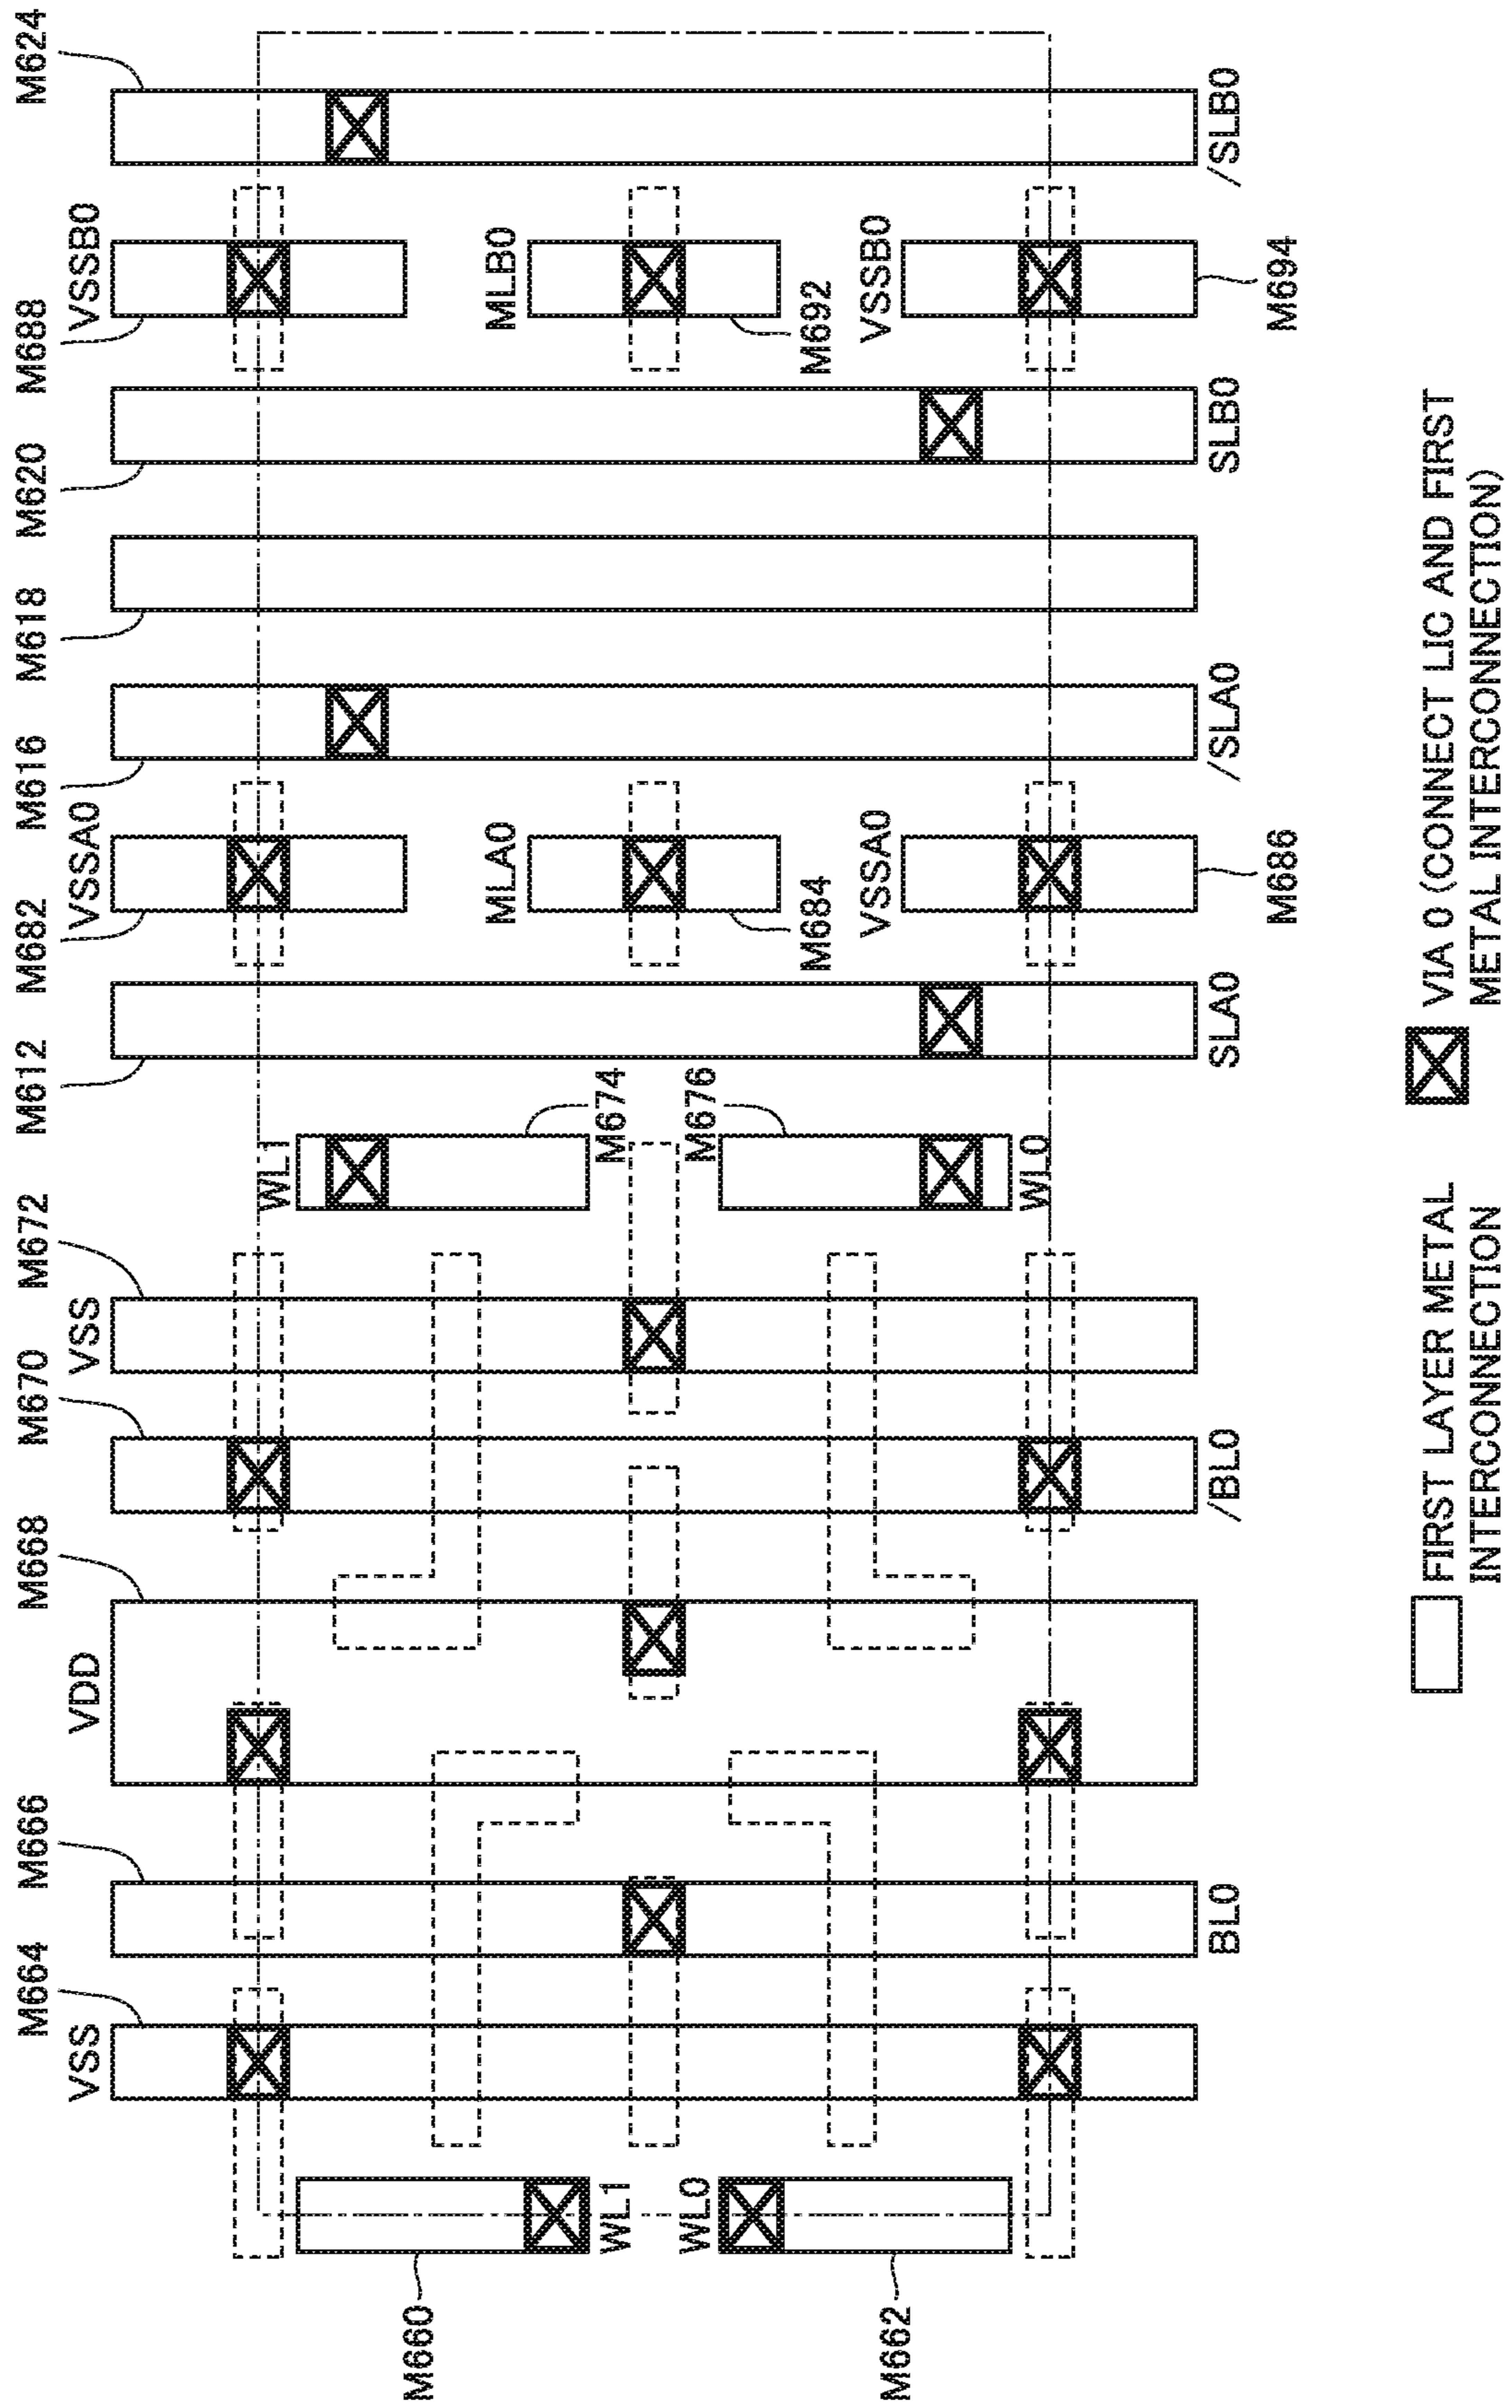 M660
M662
WL1
WL0
M664
VSS
M666
BL0
M668
VDD
M670
/BL0
M672
VSS
WL1
M674
M676
WL0
M612
SLA0
M682
VSSA0
MLA0
M684
VSSA0
M686
M616
/SLA0
M618
M620
SLB0
M688
VSSB0
MLB0
M692
VSSB0
M694
M624
/SLB0
FIRST LAYER METAL
INTERCONNECTION
VIA 0 (CONNECT LIC AND FIRST
METAL INTERCONNECTION)